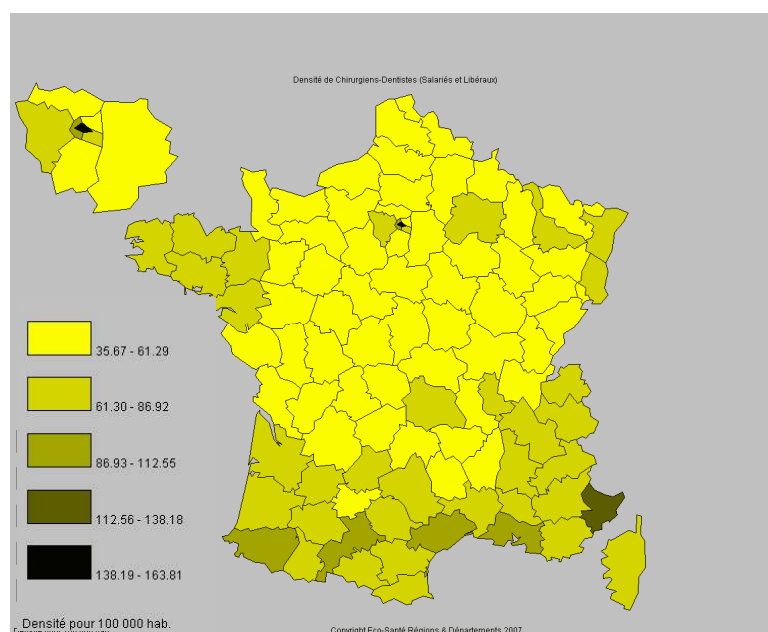 Densité de Chirurgiens-Dentistes (Salariés et Libéraux)
35.67 - 61.29
61.30 - 86.92
86.93 - 112.55
112.56 - 138.18
138.19 - 163.81
Densité pour 100 000 hab.
Copyright Eco-Santé Régions & Départements 2007